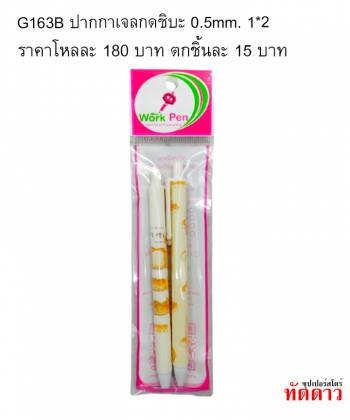 G163B ปากกาเจลกดชิบะ 0.5mm. 1*2
ราคาโหลละ 180 บาท ตกชิ้นละ 15 บาท
Work Pen
ซุปเปอร์สโตร์
ทัดดาว